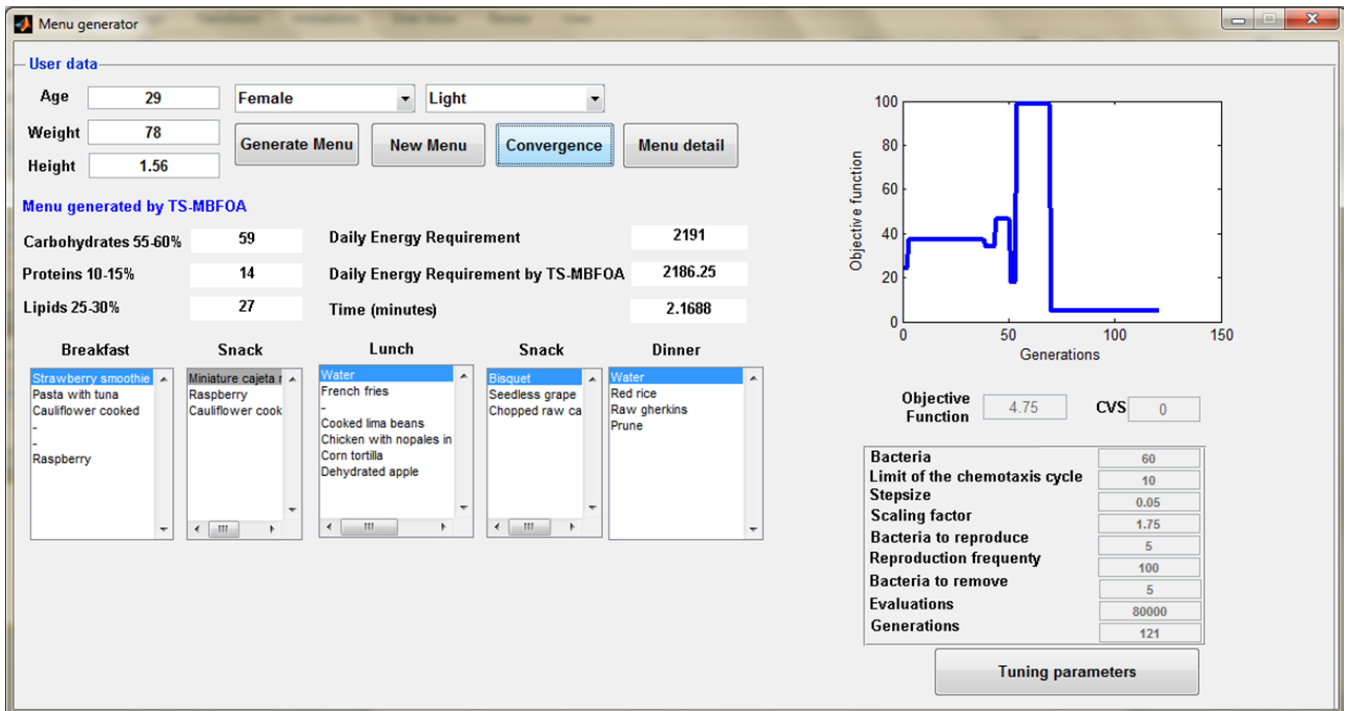 Menu generator
User data
Age 29 Female Light
Weight 78
Height 1.56
Generate Menu New Menu Convergence Menu detail
Menu generated by TS-MBFOA
Carbohydrates 55-60% 59 Daily Energy Requirement 2191
Proteins 10-15% 14 Daily Energy Requirement by TS-MBFOA 2186.25
Lipids 25-30% 27 Time (minutes) 2.1688
Breakfast
Strawberry smoothie
Pasta with tuna
Cauliflower cooked
-
-
Raspberry
Snack
Miniature cajeta r
Raspberry
Cauliflower cook
Lunch
Water
French fries
-
Cooked lima beans
Chicken with nopales in
Corn tortilla
Dehydrated apple
Snack
Bisquet
Seedless grape
Chopped raw ca
Dinner
Water
Red rice
Raw gherkins
Prune
Objective function
100
80
60
40
20
0
0 50 100 150
Generations
Objective Function 4.75 CVS 0
Bacteria 60
Limit of the chemotaxis cycle 10
Stepsize 0.05
Scaling factor 1.75
Bacteria to reproduce 5
Reproduction frequenty 100
Bacteria to remove 5
Evaluations 80000
Generations 121
Tuning parameters